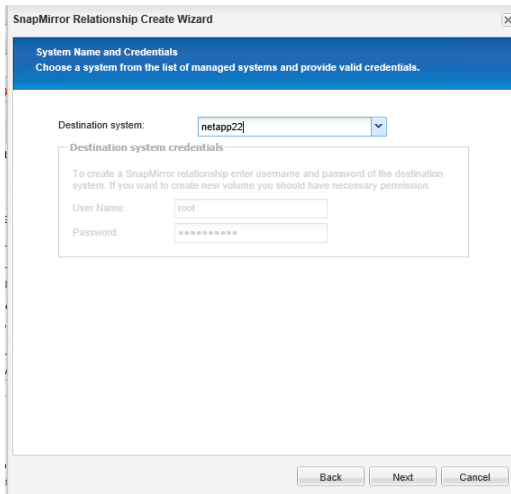 SnapMirror Relationship Create Wizard
System Name and Credentials
Choose a system from the list of managed systems and provide valid credentials.
Destination system: netapp22
Destination system credentials
To create a SnapMirror relationship enter username and password of the destination
system. If you want to create new volume you should have necessary permission.
User Name: root
Password: ••••••••••
Back Next Cancel